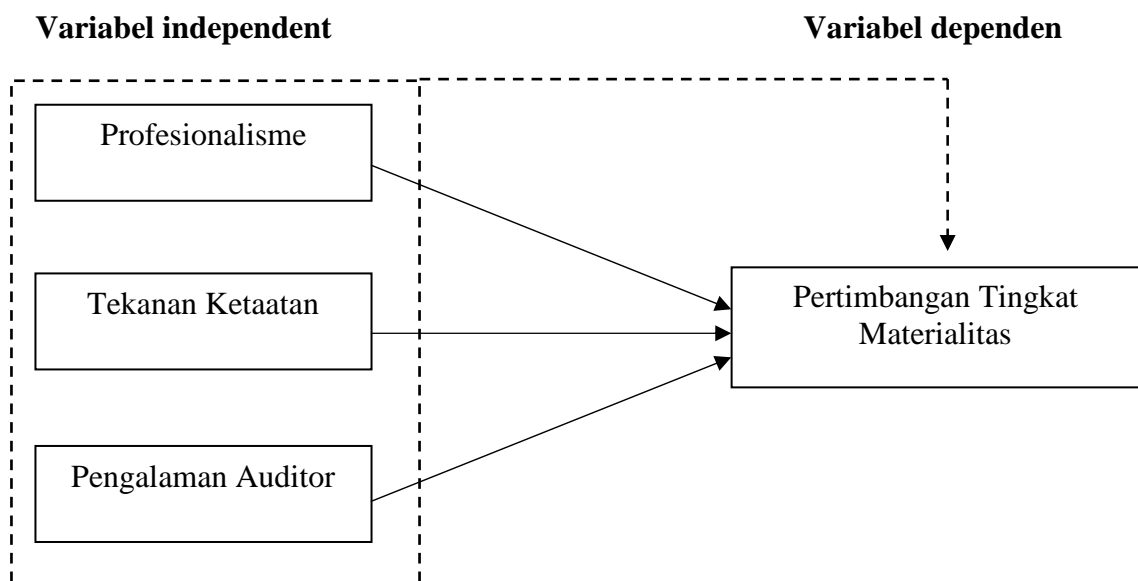 Variabel independent
Variabel dependen
Profesionalisme
Tekanan Ketaatan
Pengalaman Auditor
Pertimbangan Tingkat
Materialitas